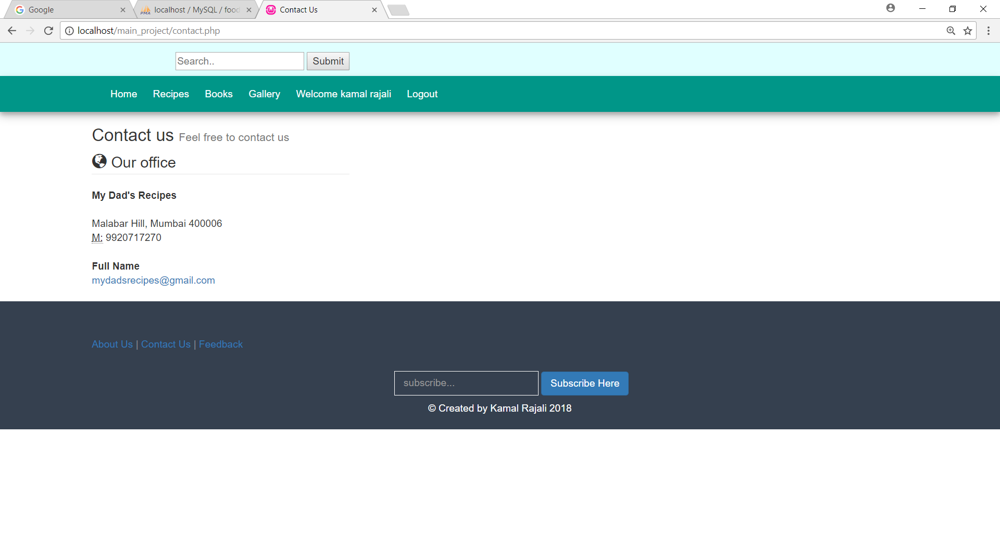 Google
localhost / MySQL / food
Contact Us
localhost/main_project/contact.php
Search..
Submit
Home Recipes Books Gallery Welcome kamal rajali Logout
Contact us Feel free to contact us
Our office
My Dad's Recipes
Malabar Hill, Mumbai 400006
M: 9920717270
Full Name
mydadsrecipes@gmail.com
About Us | Contact Us | Feedback
subscribe...
Subscribe Here
© Created by Kamal Rajali 2018